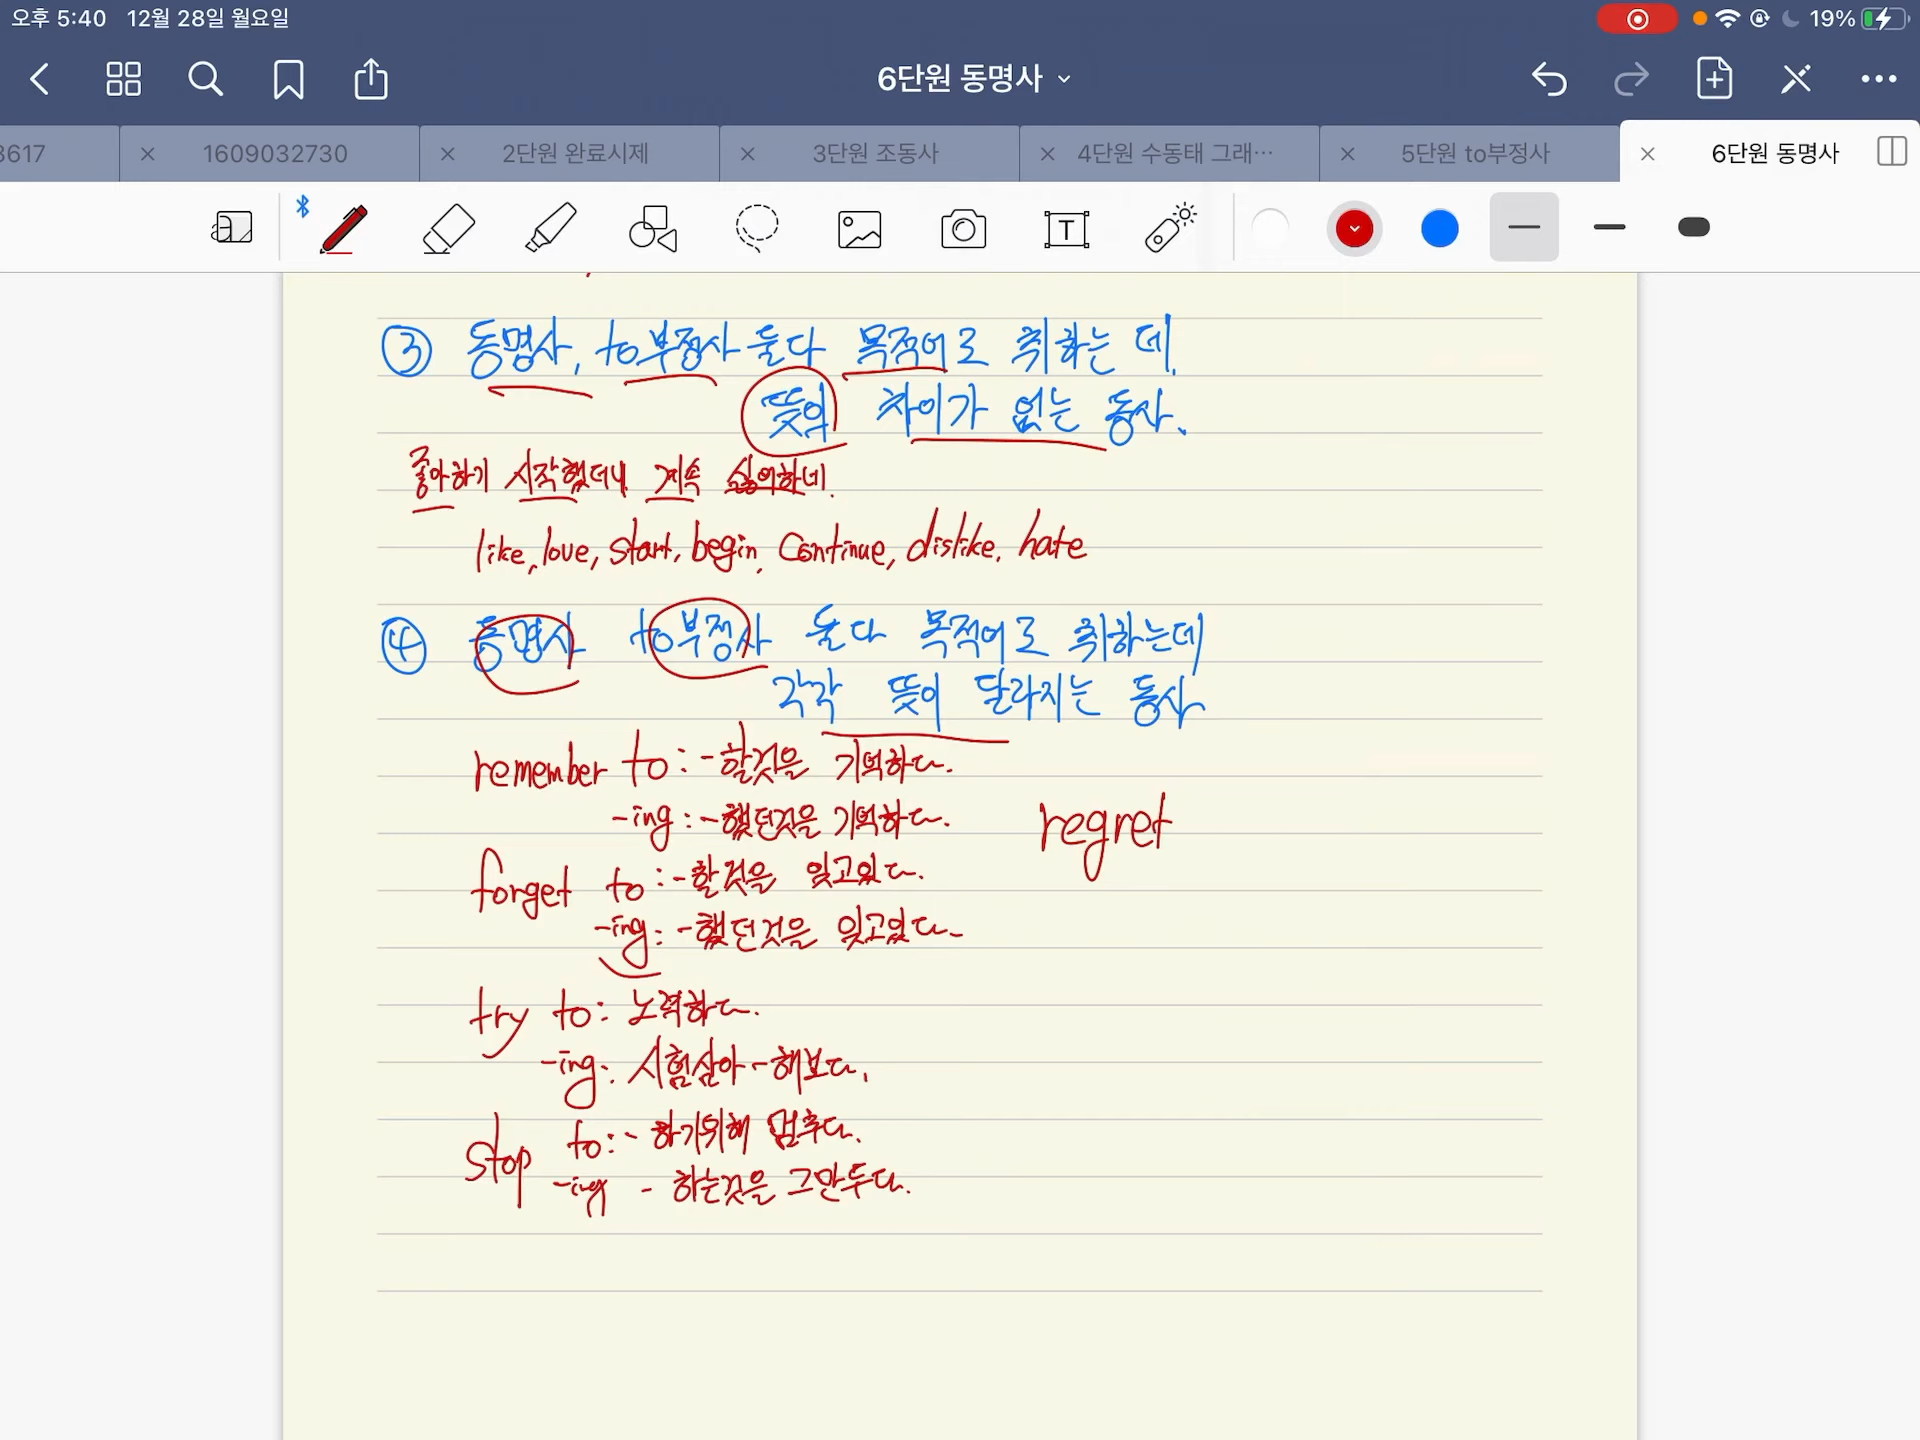 오후 5:40 12월 28일 월요일
19%
6단원 동명사
3617 1609032730 2단원 완료시제 3단원 조동사 4단원 수동태 그래… 5단원 to부정사 6단원 동명사
T
③ 동명사, to부정사 둘다 목적어로 취하는 데.
뜻의 차이가 없는 동사.
좋아하기 시작했더니 계속 싫어하네.
like, love, start, begin, continue, dislike, hate
④ 동명사 to부정사 둘다 목적어로 취하는데
각각 뜻이 달라지는 동사
remember to : -할것을 기억하다.
-ing : -했던것을 기억하다.
regret
forget to : -할것을 잊고있다.
-ing : -했던것을 잊고있다.
try to : 노력하다.
-ing : 시험삼아 -해보다.
stop to : - 하기위해 멈추다.
-ing - 하는것을 그만두다.